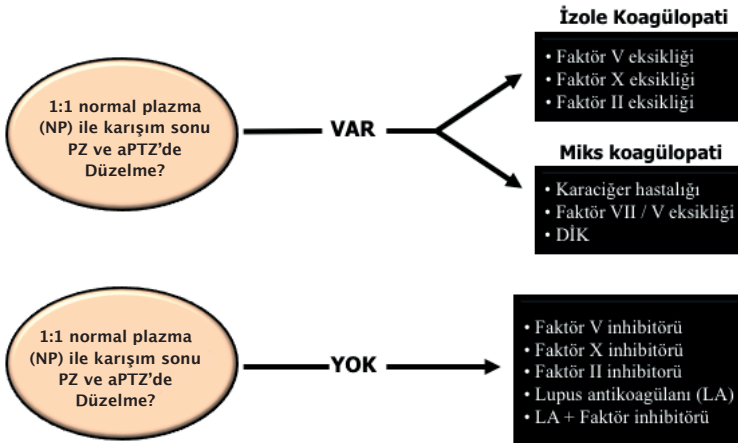 1:1 normal plazma
(NP) ile karışım sonu
PZ ve aPTZ'de
Düzelme?
VAR
İzole Koagülopati
• Faktör V eksikliği
• Faktör X eksikliği
• Faktör II eksikliği
Miks koagülopati
• Karaciğer hastalığı
• Faktör VII / V eksikliği
• DİK
1:1 normal plazma
(NP) ile karışım sonu
PZ ve aPTZ'de
Düzelme?
YOK
• Faktör V inhibitörü
• Faktör X inhibitörü
• Faktör II inhibitorü
• Lupus antikoagülanı (LA)
• LA + Faktör inhibitörü